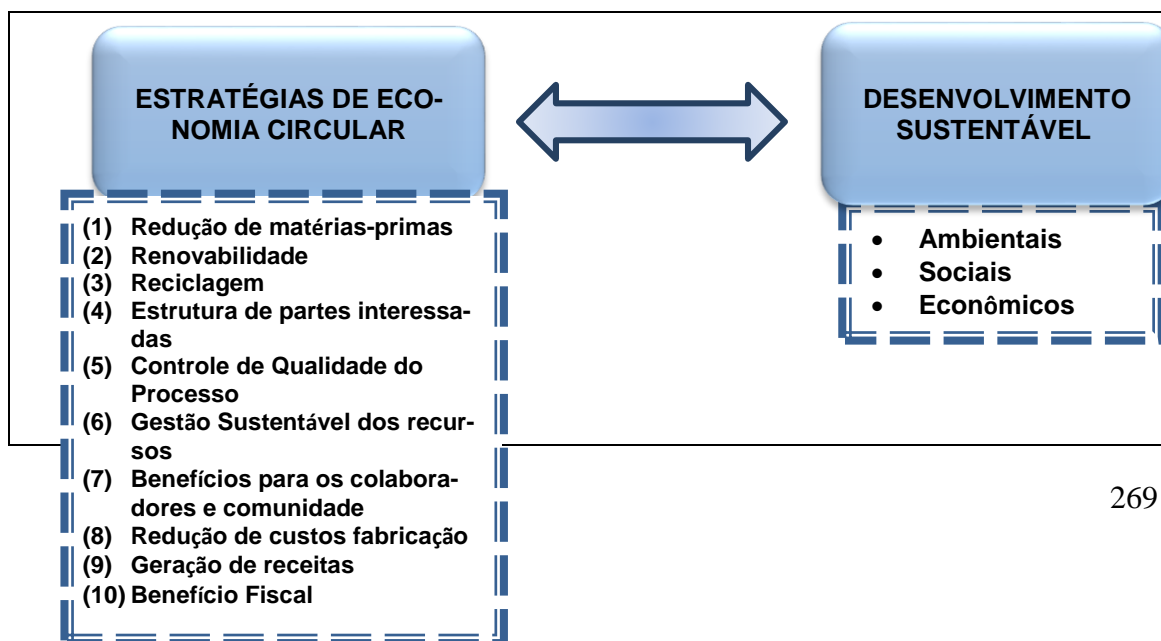 ESTRATÉGIAS DE ECO-
NOMIA CIRCULAR
(1) Redução de matérias-primas
(2) Renovabilidade
(3) Reciclagem
(4) Estrutura de partes interessa-
das
(5) Controle de Qualidade do
Processo
(6) Gestão Sustentável dos recur-
sos
(7) Benefícios para os colabora-
dores e comunidade
(8) Redução de custos fabricação
(9) Geração de receitas
(10) Benefício Fiscal
DESENVOLVIMENTO
SUSTENTÁVEL
• Ambientais
• Sociais
• Econômicos
269